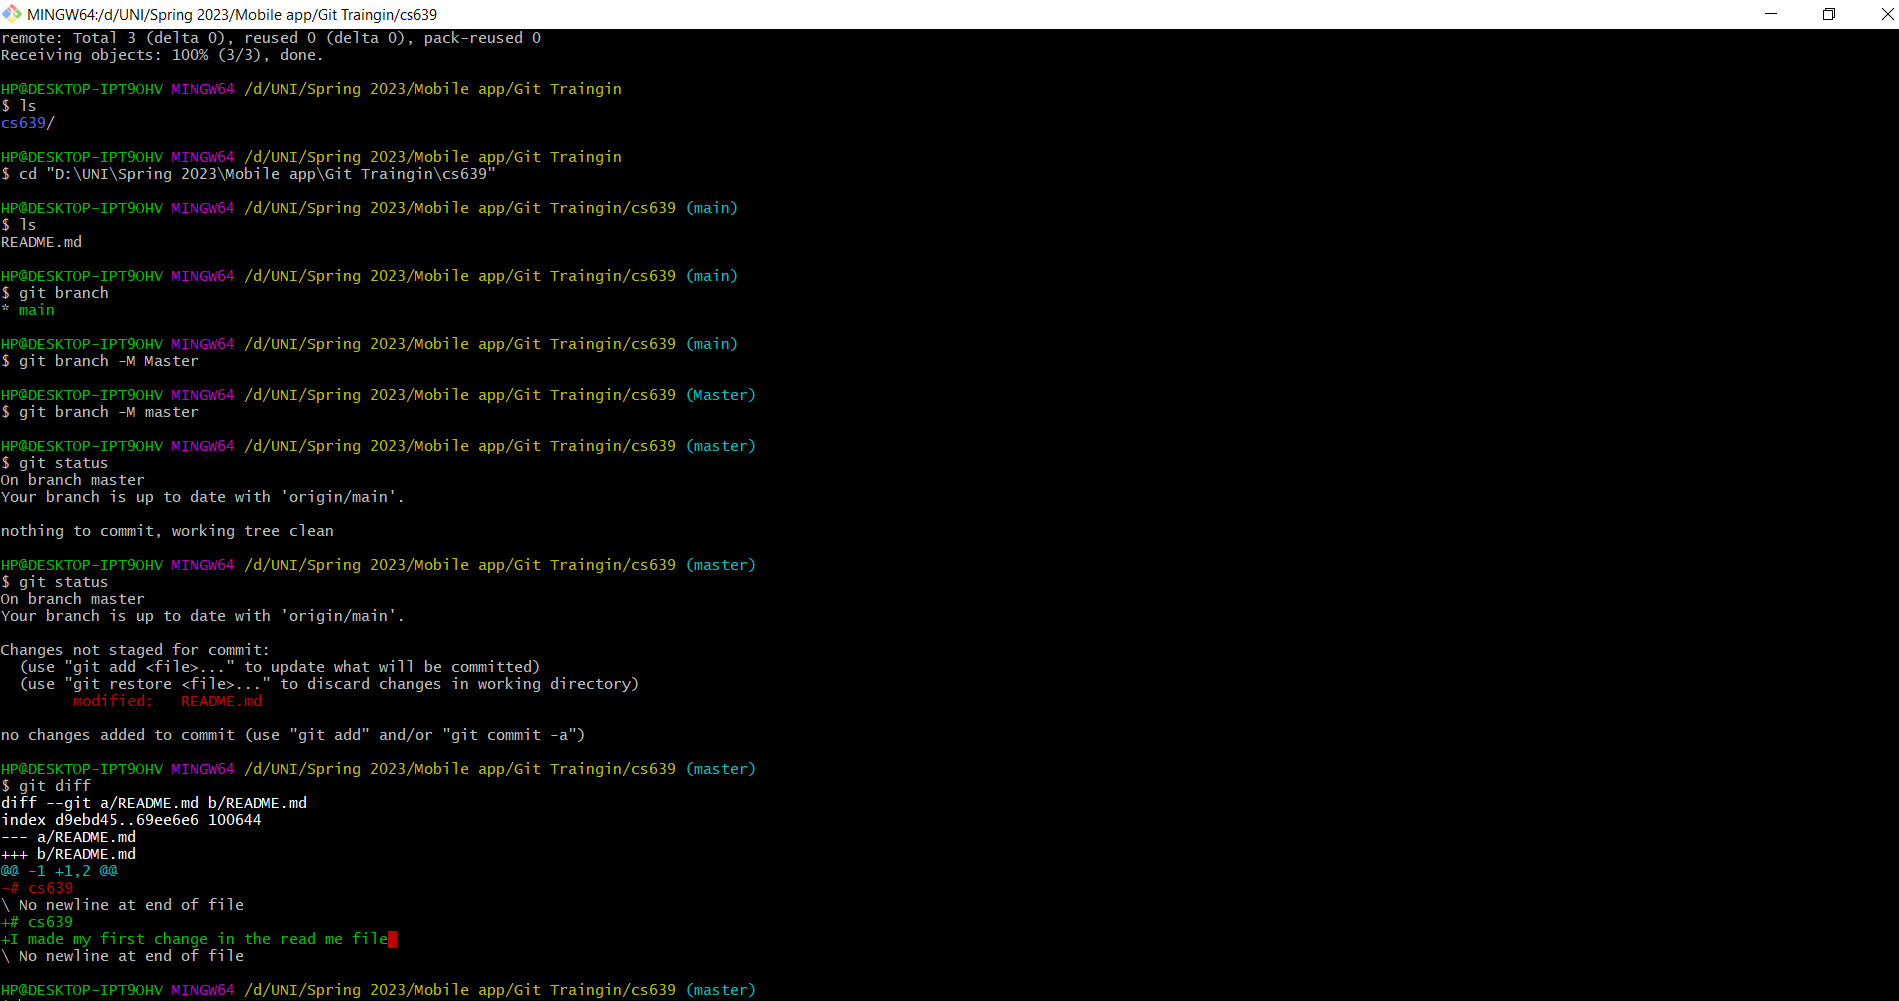 MINGW64:/d/UNI/Spring 2023/Mobile app/Git Traingin/cs639
remote: Total 3 (delta 0), reused 0 (delta 0), pack-reused 0
Receiving objects: 100% (3/3), done.
HP@DESKTOP-IPT9OHV MINGW64 /d/UNI/Spring 2023/Mobile app/Git Traingin
$ ls
cs639/
HP@DESKTOP-IPT9OHV MINGW64 /d/UNI/Spring 2023/Mobile app/Git Traingin
$ cd "D:\UNI\Spring 2023\Mobile app\Git Traingin\cs639"
HP@DESKTOP-IPT9OHV MINGW64 /d/UNI/Spring 2023/Mobile app/Git Traingin/cs639 (main)
$ ls
README.md
HP@DESKTOP-IPT9OHV MINGW64 /d/UNI/Spring 2023/Mobile app/Git Traingin/cs639 (main)
$ git branch
* main
HP@DESKTOP-IPT9OHV MINGW64 /d/UNI/Spring 2023/Mobile app/Git Traingin/cs639 (main)
$ git branch -M Master
HP@DESKTOP-IPT9OHV MINGW64 /d/UNI/Spring 2023/Mobile app/Git Traingin/cs639 (Master)
$ git branch -M master
HP@DESKTOP-IPT9OHV MINGW64 /d/UNI/Spring 2023/Mobile app/Git Traingin/cs639 (master)
$ git status
On branch master
Your branch is up to date with 'origin/main'.
nothing to commit, working tree clean
HP@DESKTOP-IPT9OHV MINGW64 /d/UNI/Spring 2023/Mobile app/Git Traingin/cs639 (master)
$ git status
On branch master
Your branch is up to date with 'origin/main'.
Changes not staged for commit:
  (use "git add <file>..." to update what will be committed)
  (use "git restore <file>..." to discard changes in working directory)
        modified:   README.md
no changes added to commit (use "git add" and/or "git commit -a")
HP@DESKTOP-IPT9OHV MINGW64 /d/UNI/Spring 2023/Mobile app/Git Traingin/cs639 (master)
$ git diff
diff --git a/README.md b/README.md
index d9ebd45..69ee6e6 100644
--- a/README.md
+++ b/README.md
@@ -1 +1,2 @@
-# cs639
\ No newline at end of file
+# cs639
+I made my first change in the read me file
\ No newline at end of file
HP@DESKTOP-IPT9OHV MINGW64 /d/UNI/Spring 2023/Mobile app/Git Traingin/cs639 (master)